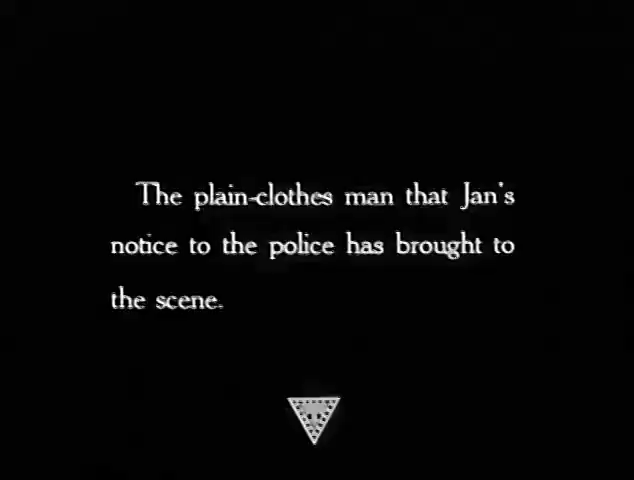 The plain-clothes man that Jan's
notice to the police has brought to
the scene.